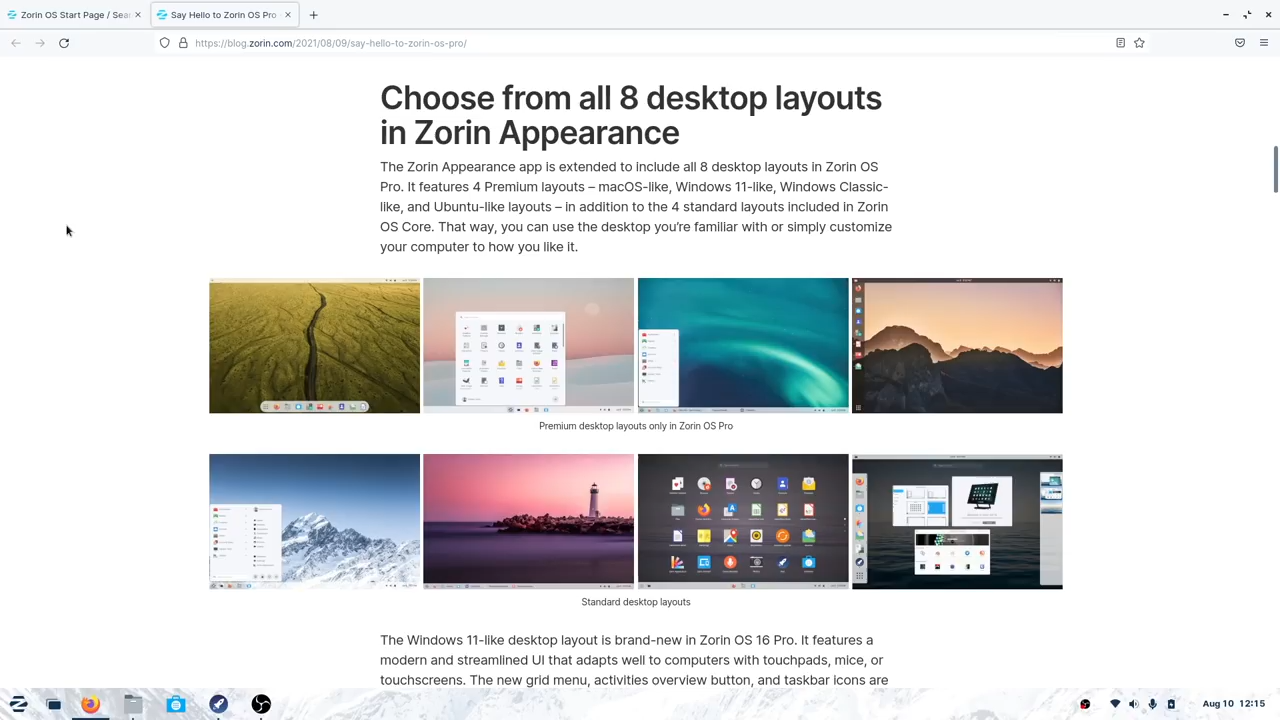 Zorin OS Start Page / Sear
Say Hello to Zorin OS Pro
https://blog.zorin.com/2021/08/09/say-hello-to-zorin-os-pro/
Choose from all 8 desktop layouts
in Zorin Appearance
The Zorin Appearance app is extended to include all 8 desktop layouts in Zorin OS
Pro. It features 4 Premium layouts – macOS-like, Windows 11-like, Windows Classic-
like, and Ubuntu-like layouts – in addition to the 4 standard layouts included in Zorin
OS Core. That way, you can use the desktop you're familiar with or simply customize
your computer to how you like it.
Premium desktop layouts only in Zorin OS Pro
Standard desktop layouts
The Windows 11-like desktop layout is brand-new in Zorin OS 16 Pro. It features a
modern and streamlined UI that adapts well to computers with touchpads, mice, or
touchscreens. The new grid menu, activities overview button, and taskbar icons are
Aug 10 12:15